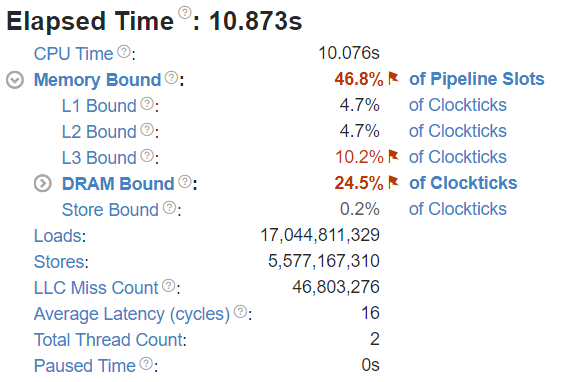 Elapsed Time ?: 10.873s
CPU Time ?: 10.076s
Memory Bound ?: 46.8% of Pipeline Slots
L1 Bound ?: 4.7% of Clockticks
L2 Bound ?: 4.7% of Clockticks
L3 Bound ?: 10.2% of Clockticks
DRAM Bound ?: 24.5% of Clockticks
Store Bound ?: 0.2% of Clockticks
Loads: 17,044,811,329
Stores: 5,577,167,310
LLC Miss Count ?: 46,803,276
Average Latency (cycles) ?: 16
Total Thread Count: 2
Paused Time ?: 0s